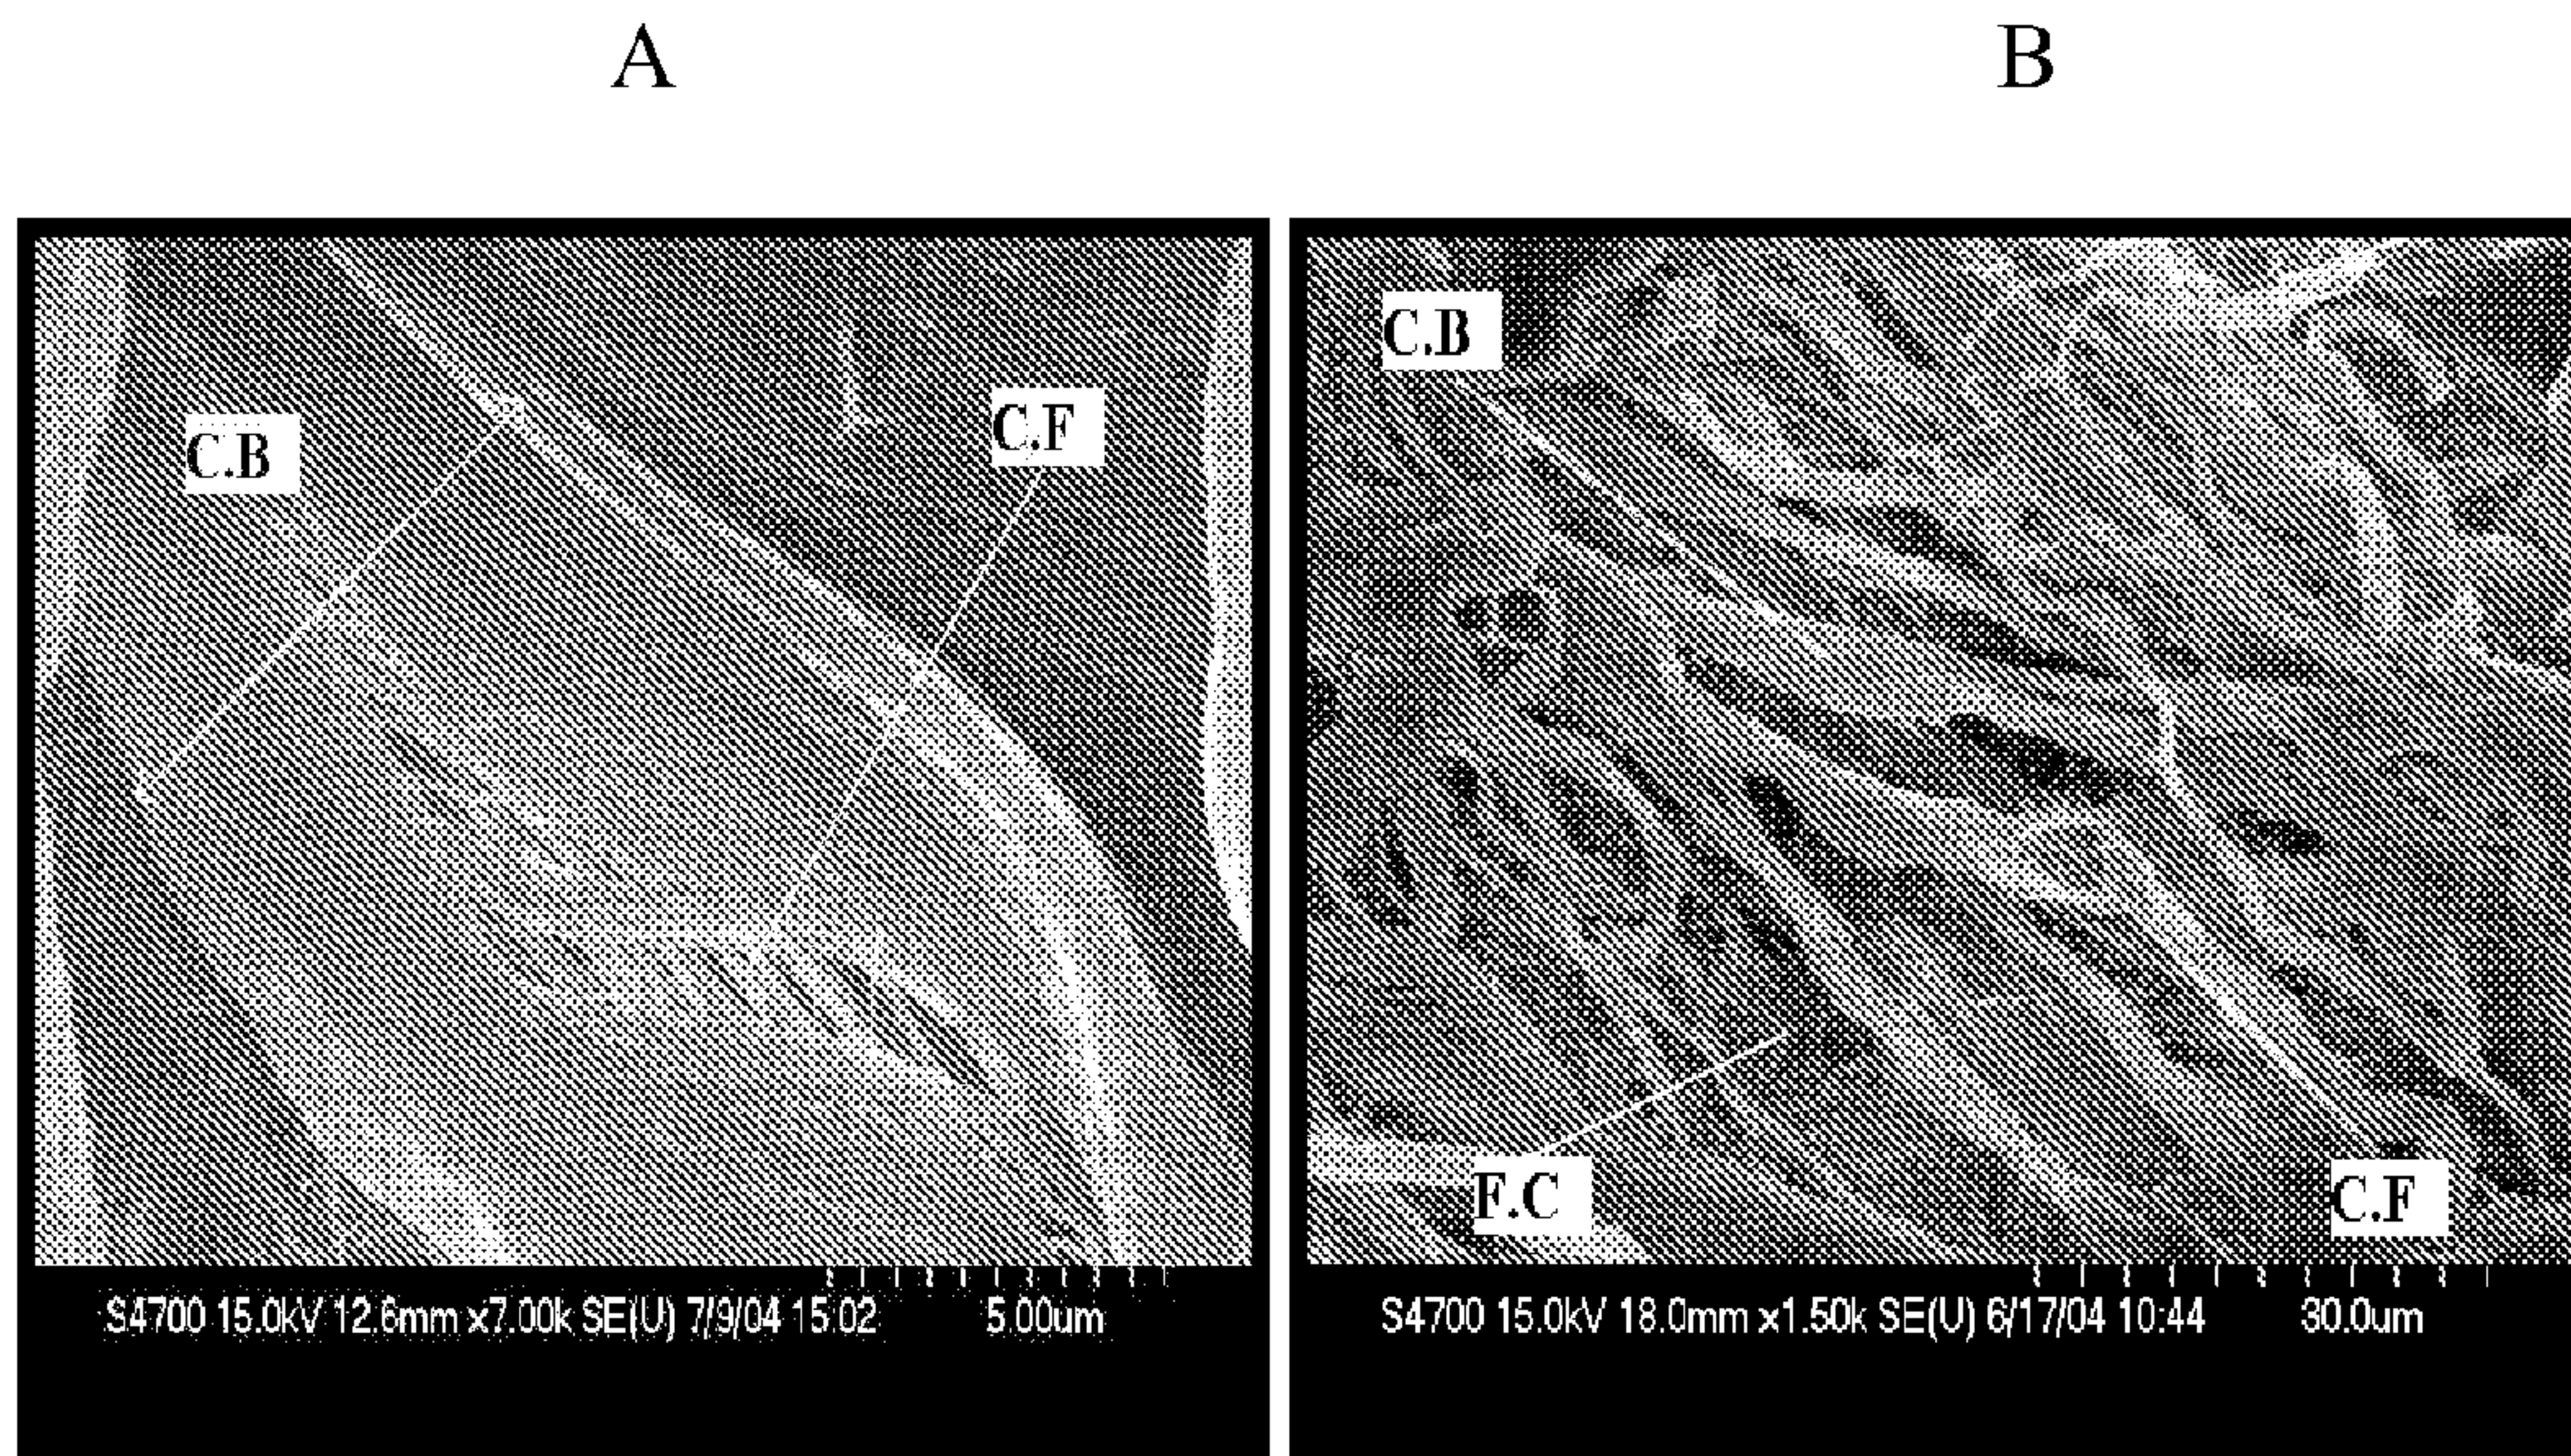 A
B
C.B
C.F
S4700 15.0kV 12.6mm x7.00k SE(U) 7/9/04 15:02 5.00um
C.B
F.C
C.F
S4700 15.0kV 18.0mm x1.50k SE(U) 6/17/04 10:44 30.0um